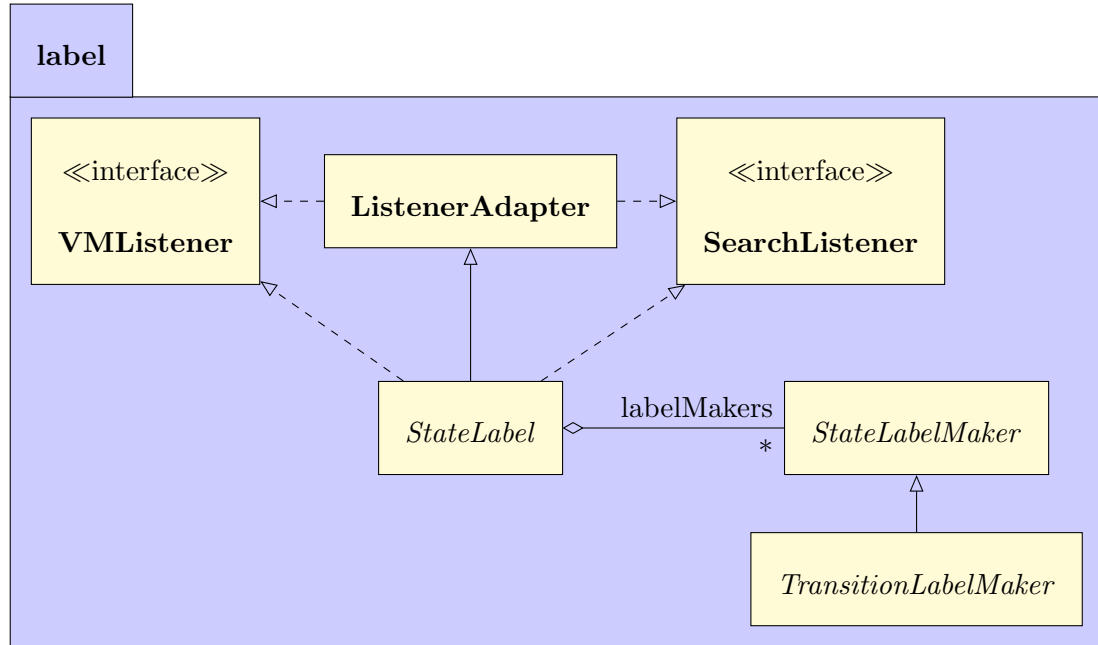 label
≪interface≫
VMListener
ListenerAdapter
≪interface≫
SearchListener
StateLabel
labelMakers
*
StateLabelMaker
TransitionLabelMaker